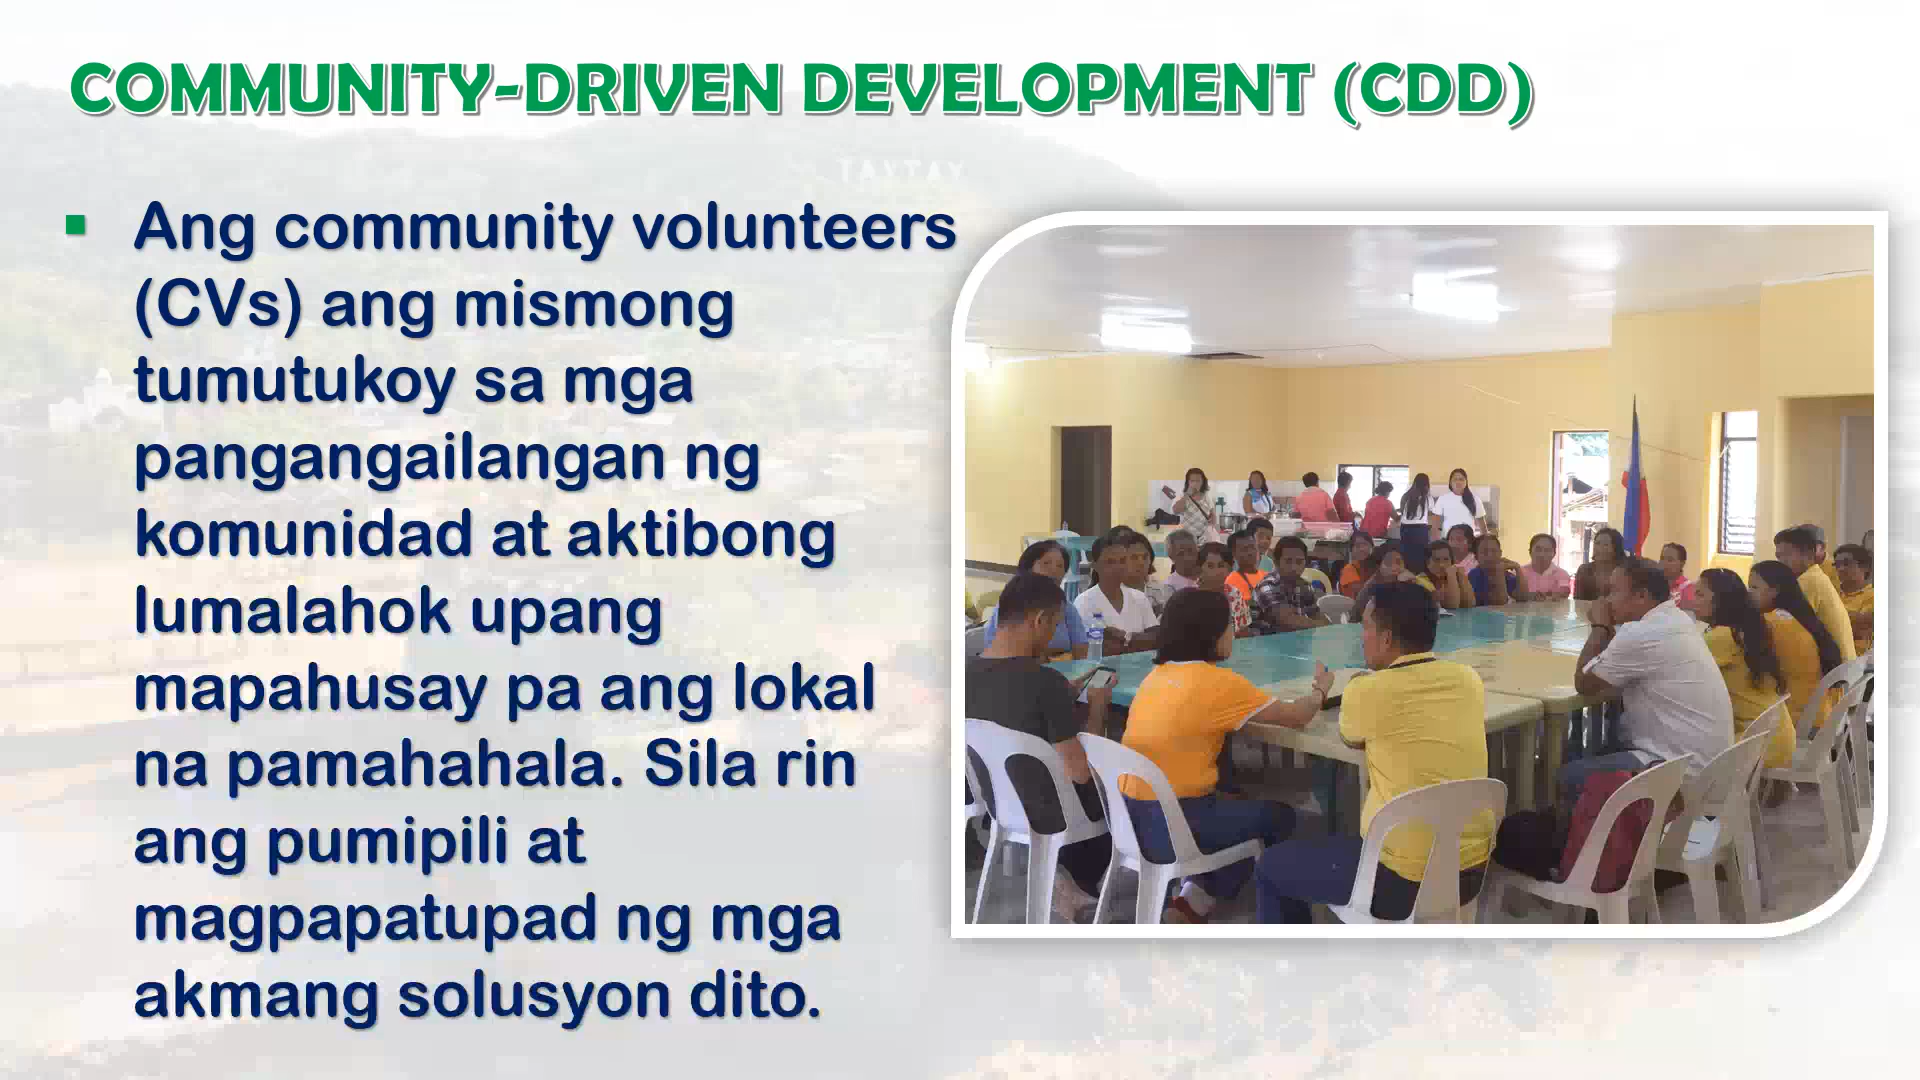 COMMUNITY-DRIVEN DEVELOPMENT (CDD)
TAYTAY
▪ Ang community volunteers
(CVs) ang mismong
tumutukoy sa mga
pangangailangan ng
komunidad at aktibong
lumalahok upang
mapahusay pa ang lokal
na pamahahala. Sila rin
ang pumipili at
magpapatupad ng mga
akmang solusyon dito.